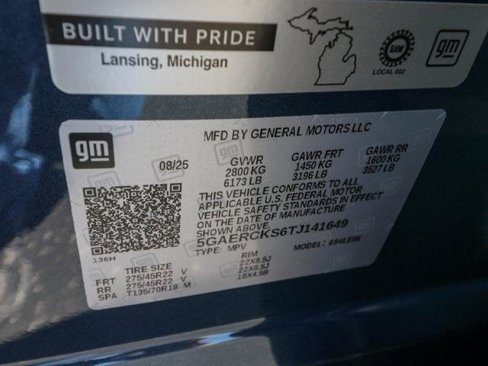 BUILT WITH PRIDE
Lansing, Michigan
UAW
LOCAL 602
gm
gm
MFD BY GENERAL MOTORS LLC
08/25
GVWR GAWR FRT GAWR RR
2800 KG 1450 KG 1600 KG
6173 LB 3196 LB 3527 LB
THIS VEHICLE CONFORMS TO ALL
APPLICABLE U.S. FEDERAL MOTOR
VEHICLE SAFETY STANDARDS IN EFFECT
ON THE DATE OF MANUFACTURE
SHOWN ABOVE
5GAERCKS6TJ141649
TYPE: MPV MODEL:
136H
TIRE SIZE RIM
FRT 275/45R22 V 22X8.5J
RR 275/45R22 V 22X8.5J
SPA T135/70R18 M 18X4.5B